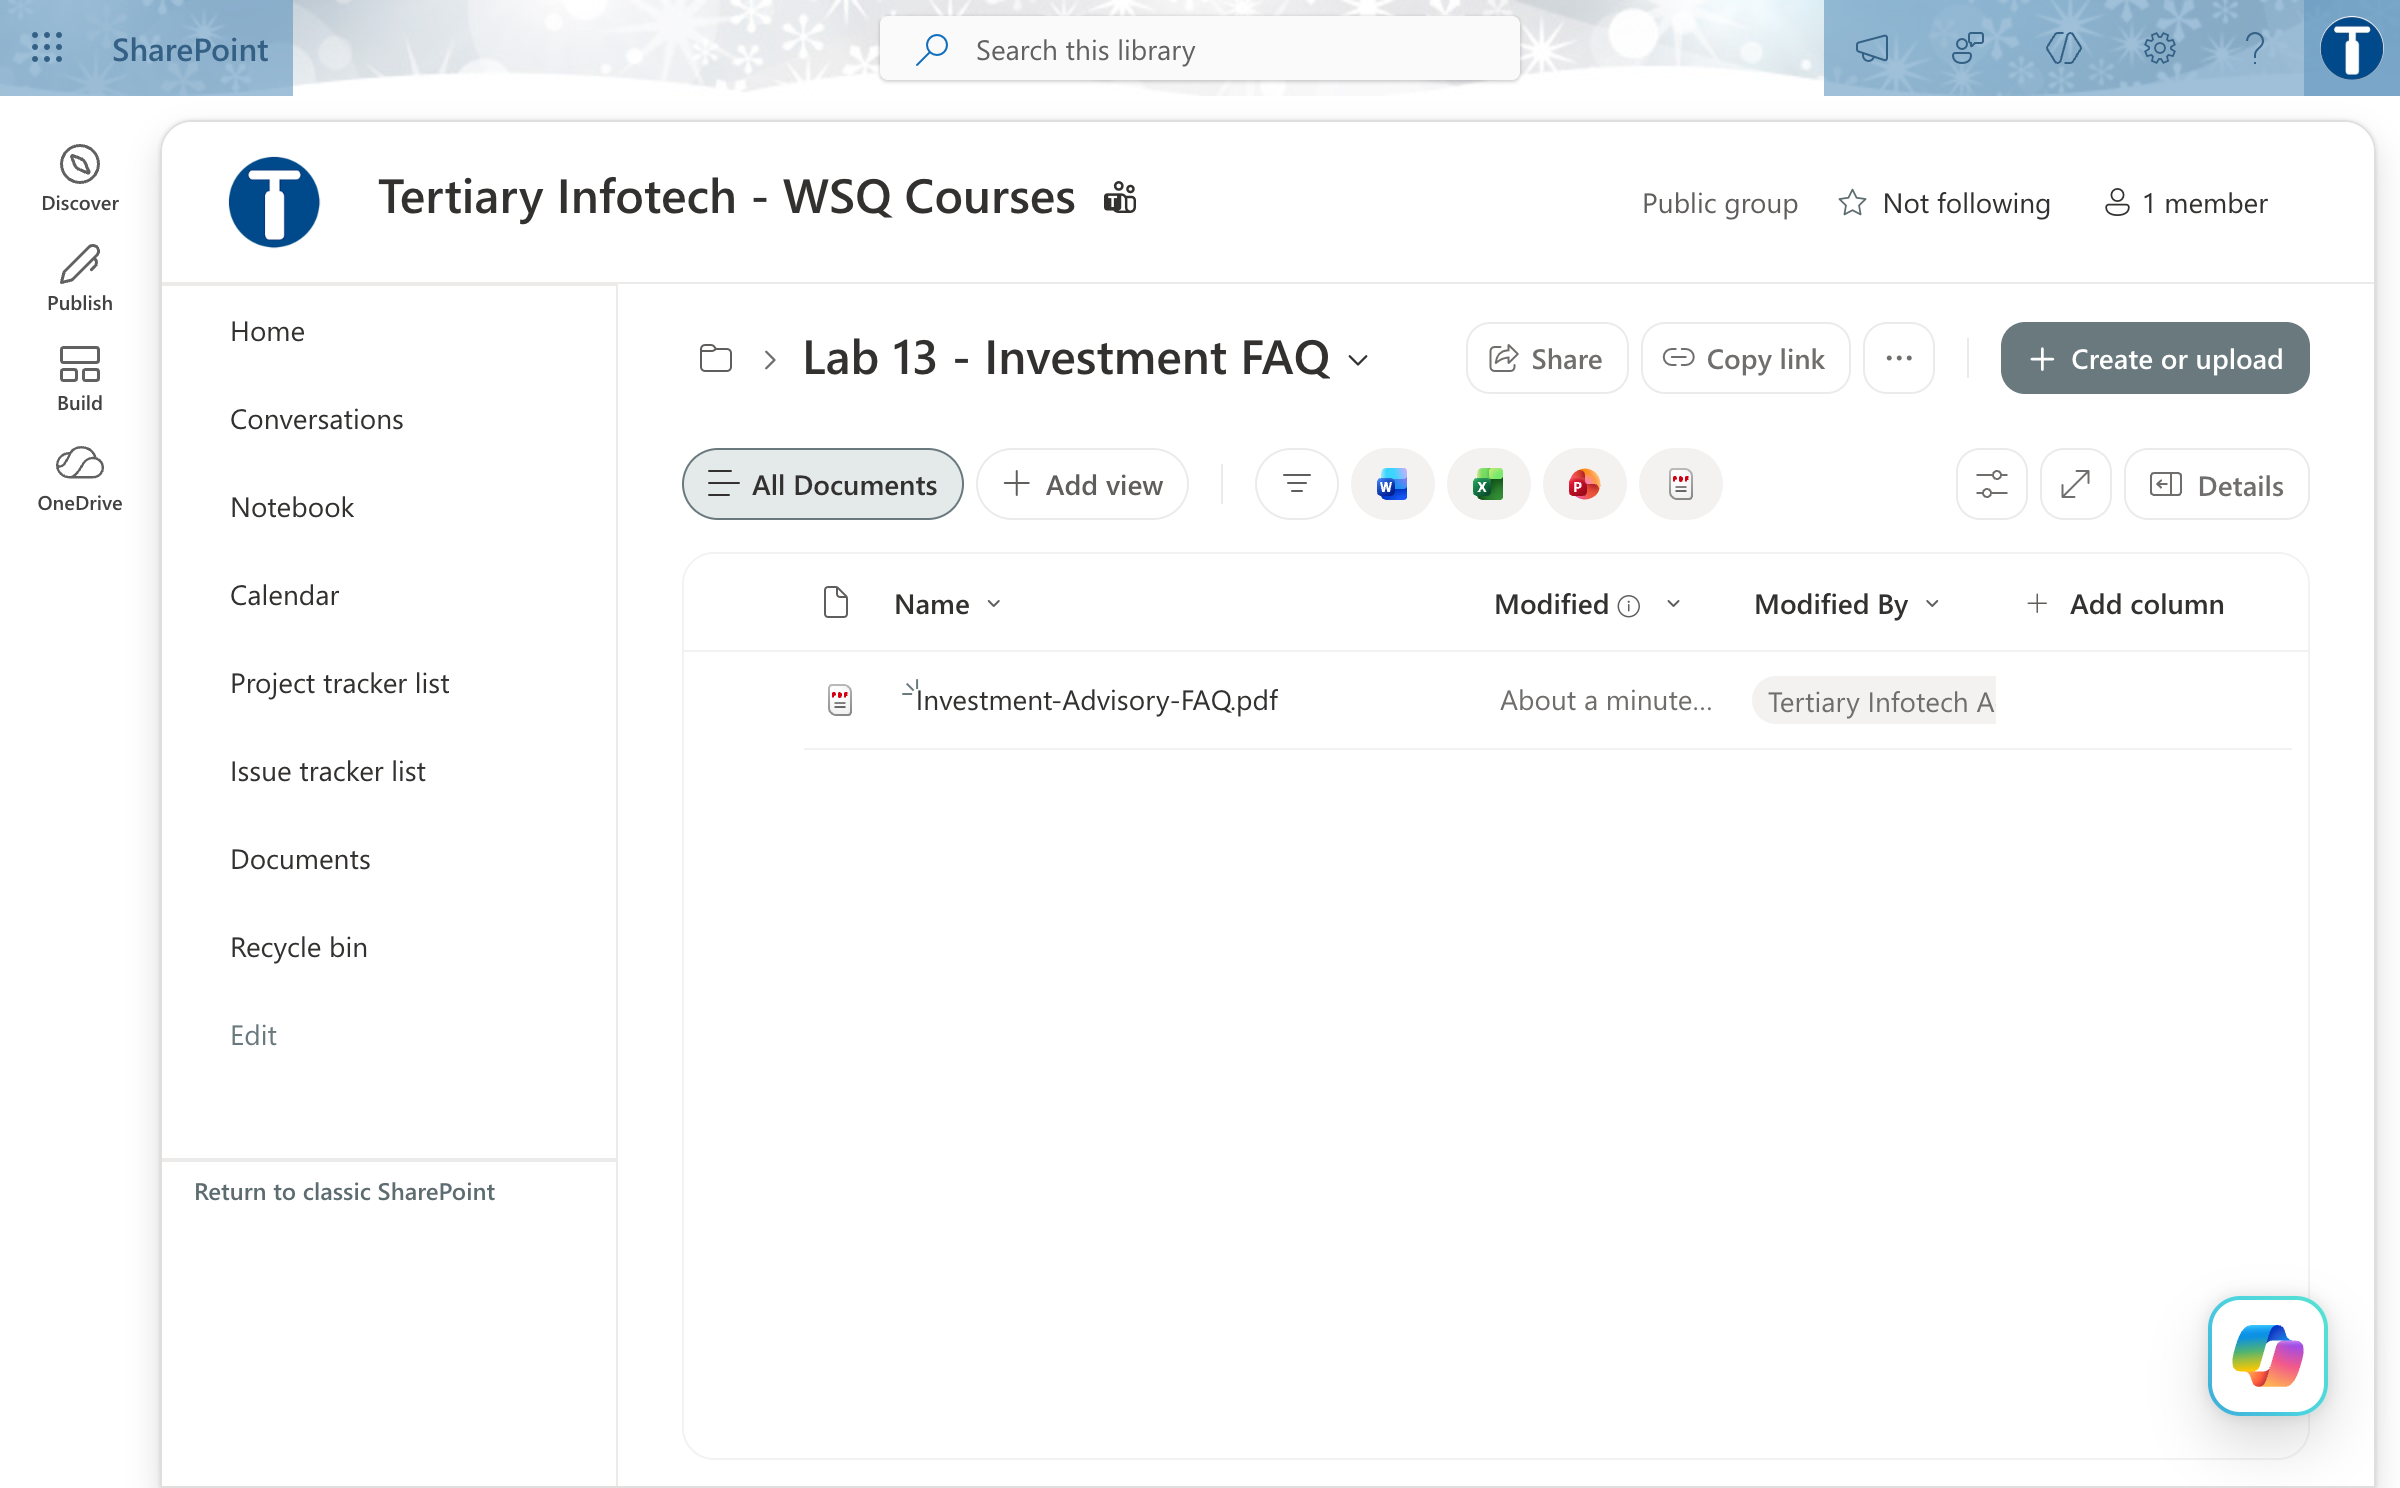 SharePoint
Search this library
Discover
Publish
Build
OneDrive
Tertiary Infotech - WSQ Courses
Public group
Not following
1 member
Home
Conversations
Notebook
Calendar
Project tracker list
Issue tracker list
Documents
Recycle bin
Edit
Return to classic SharePoint
Lab 13 - Investment FAQ
Share
Copy link
Create or upload
All Documents
Add view
Details
Name
Modified
Modified By
Add column
Investment-Advisory-FAQ.pdf
About a minute...
Tertiary Infotech A